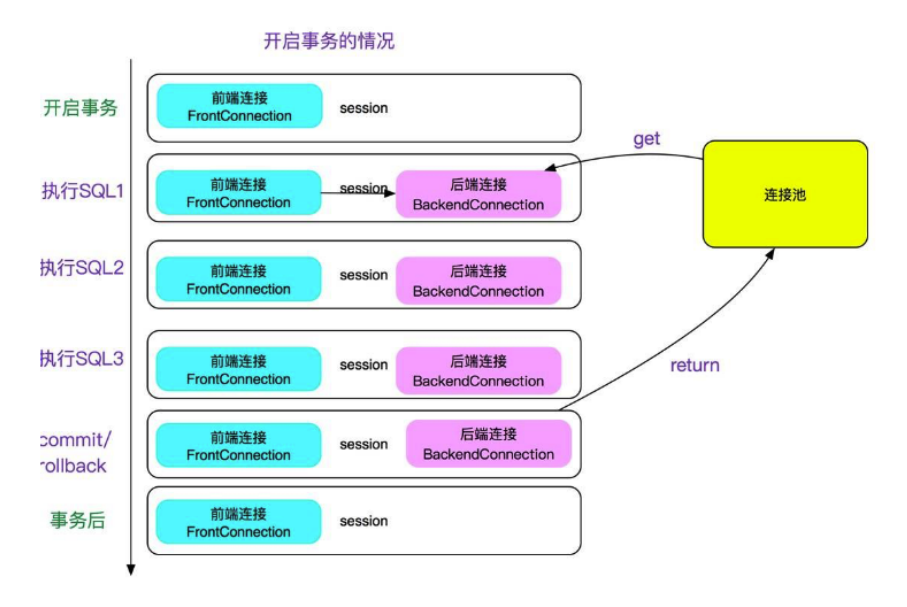 开启事务的情况
开启事务
前端连接
FrontConnection
session
get
执行SQL1
前端连接
FrontConnection
session
后端连接
BackendConnection
连接池
执行SQL2
前端连接
FrontConnection
session
后端连接
BackendConnection
执行SQL3
前端连接
FrontConnection
session
后端连接
BackendConnection
return
commit/
rollback
前端连接
FrontConnection
session
后端连接
BackendConnection
事务后
前端连接
FrontConnection
session